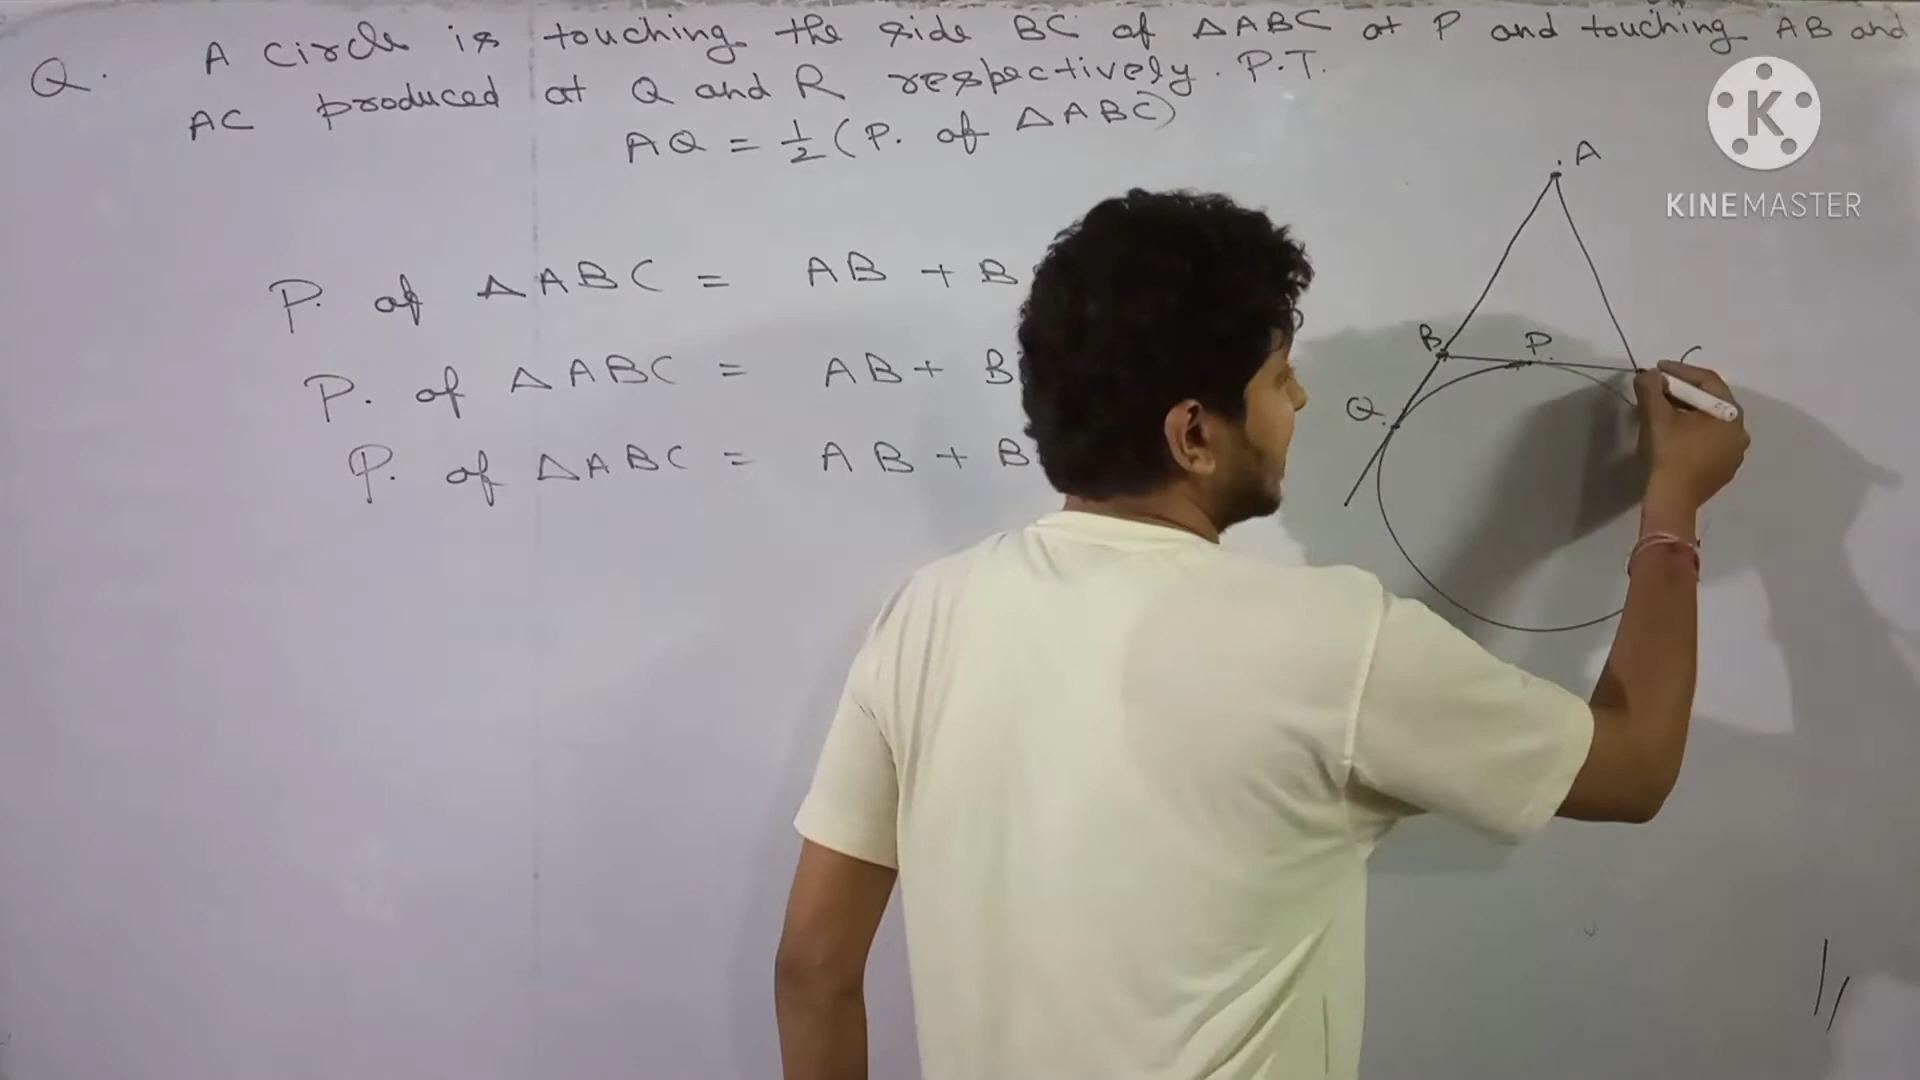 Q. A Circle is touching the side BC of △ABC at P and touching AB and
AC produced at Q and R respectively. P.T.
AQ = 1/2 (P. of △ABC)
P. of △ABC = AB + B
P. of △ABC = AB + B
P. of △ABC = AB + B
A
B
P.
C
Q.
K
KINEMASTER